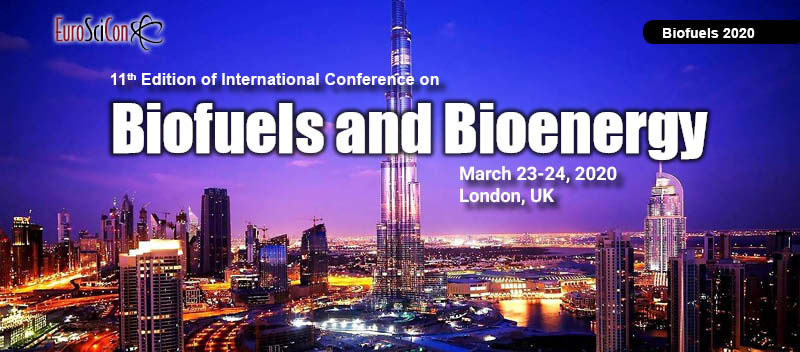 EuroSciCon
Biofuels 2020
11th Edition of International Conference on
Biofuels and Bioenergy
March 23-24, 2020
London, UK